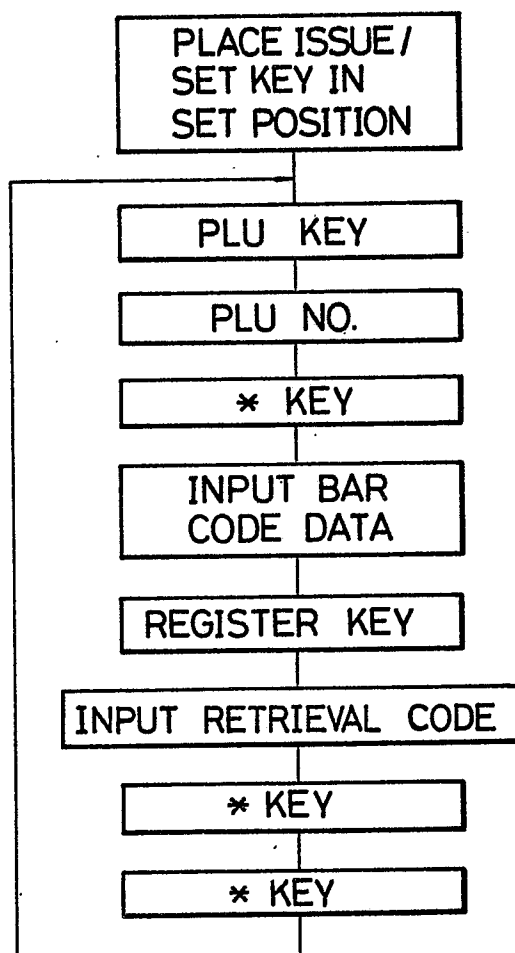 PLACE ISSUE/
SET KEY IN
SET POSITION
PLU KEY
PLU NO.
* KEY
INPUT BAR
CODE DATA
REGISTER KEY
INPUT RETRIEVAL CODE
* KEY
* KEY